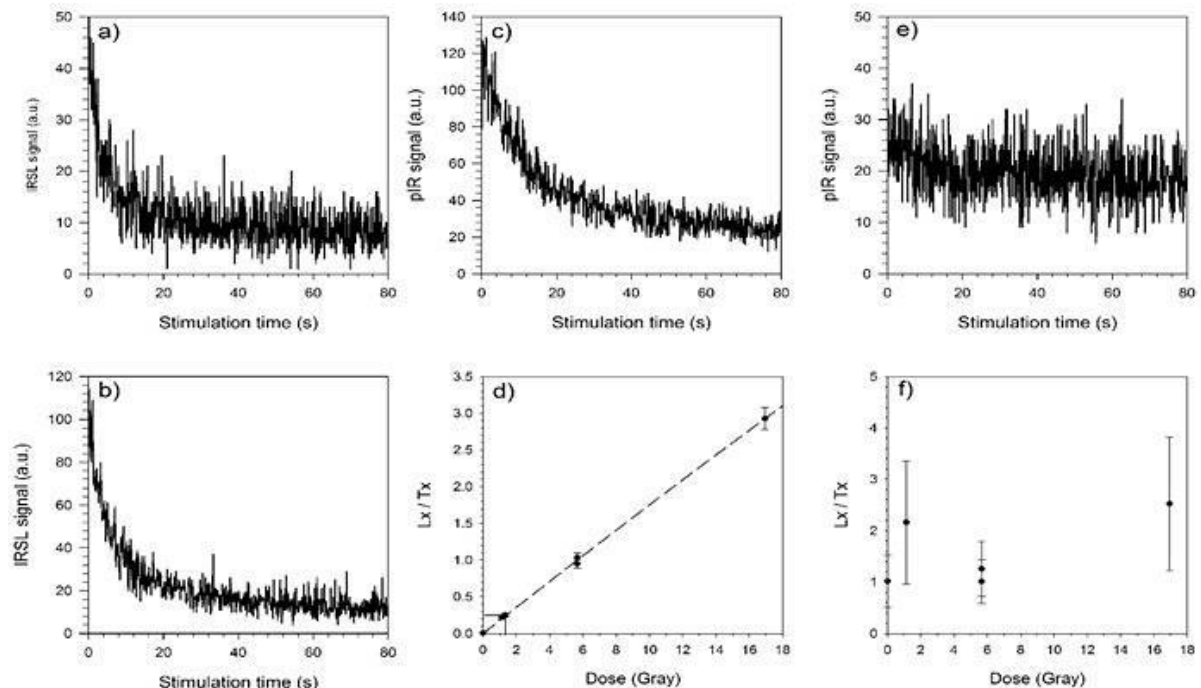 a)
IRSL signal (a.u.)
50
40
30
20
10
0
0 20 40 60 80
Stimulation time (s)
c)
pIR signal (a.u.)
140
120
100
80
60
40
20
0
0 20 40 60 80
Stimulation time (s)
e)
pIR signal (a.u.)
50
40
30
20
10
0
0 20 40 60 80
Stimulation time (s)
b)
IRSL signal (a.u.)
120
100
80
60
40
20
0
0 20 40 60 80
Stimulation time (s)
d)
Lx / Tx
3.5
3.0
2.5
2.0
1.5
1.0
0.5
0.0
0 2 4 6 8 10 12 14 16 18
Dose (Gray)
f)
Lx / Tx
5
4
3
2
1
0
0 2 4 6 8 10 12 14 16 18
Dose (Gray)